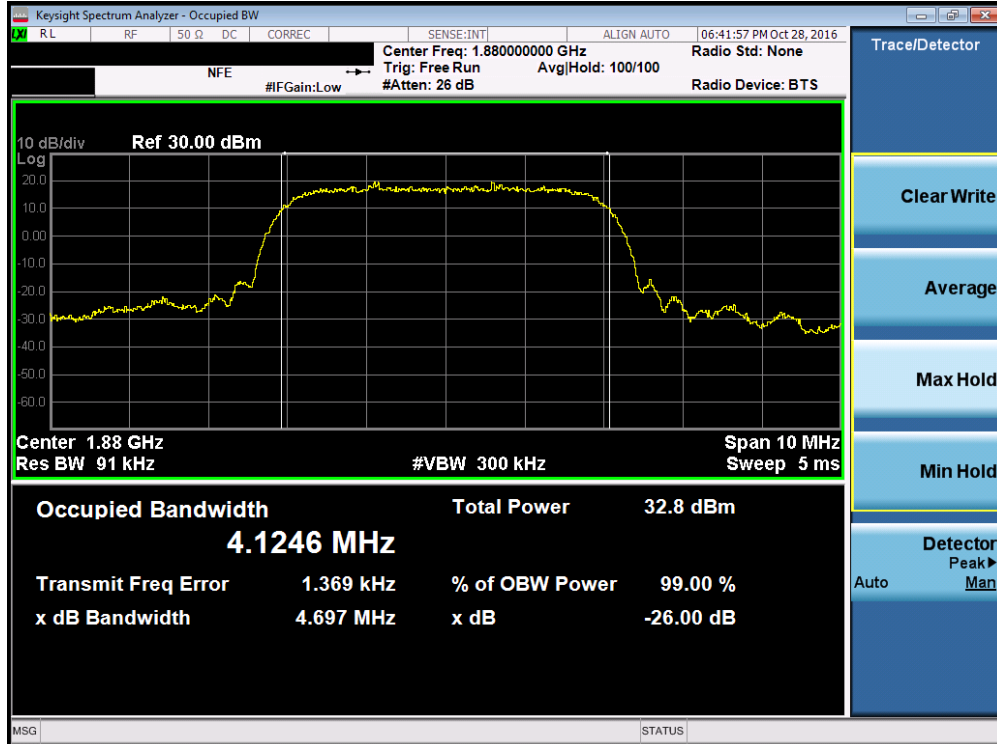 Keysight Spectrum Analyzer - Occupied BW
LXI RL RF 50 Ω DC CORREC SENSE:INT ALIGN AUTO 06:41:57 PM Oct 28, 2016
Center Freq: 1.880000000 GHz Radio Std: None
NFE Trig: Free Run Avg|Hold: 100/100
#IFGain:Low #Atten: 26 dB Radio Device: BTS
Trace/Detector
10 dB/div Ref 30.00 dBm
Log
20.0
10.0
0.00
-10.0
-20.0
-30.0
-40.0
-50.0
-60.0
Center 1.88 GHz Span 10 MHz
Res BW 91 kHz #VBW 300 kHz Sweep 5 ms
Occupied Bandwidth Total Power 32.8 dBm
4.1246 MHz
Transmit Freq Error 1.369 kHz % of OBW Power 99.00 %
x dB Bandwidth 4.697 MHz x dB -26.00 dB
Clear Write
Average
Max Hold
Min Hold
Detector
Peak▶
Auto Man
MSG STATUS